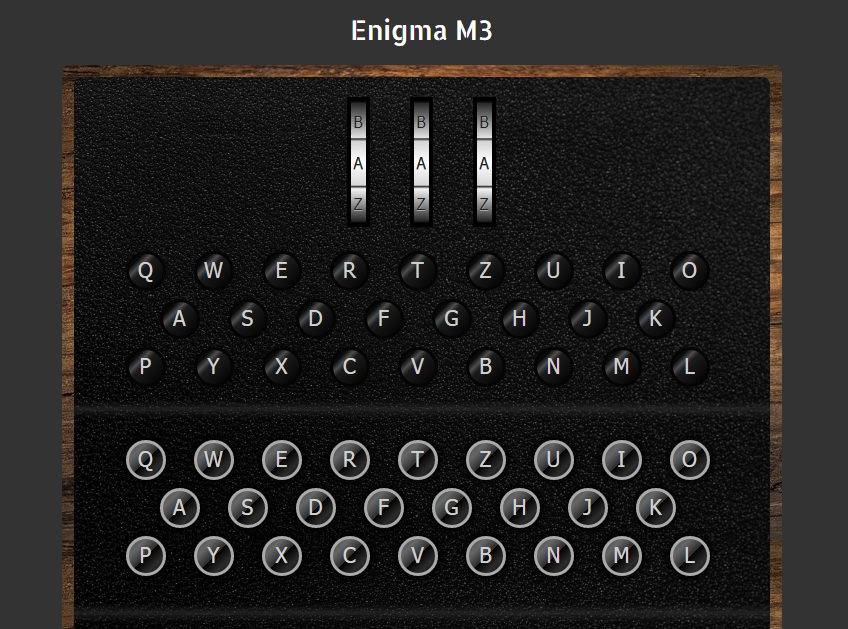 Enigma M3
B B B
A A A
Z Z Z
Q W E R T Z U I O
A S D F G H J K
P Y X C V B N M L
Q W E R T Z U I O
A S D F G H J K
P Y X C V B N M L